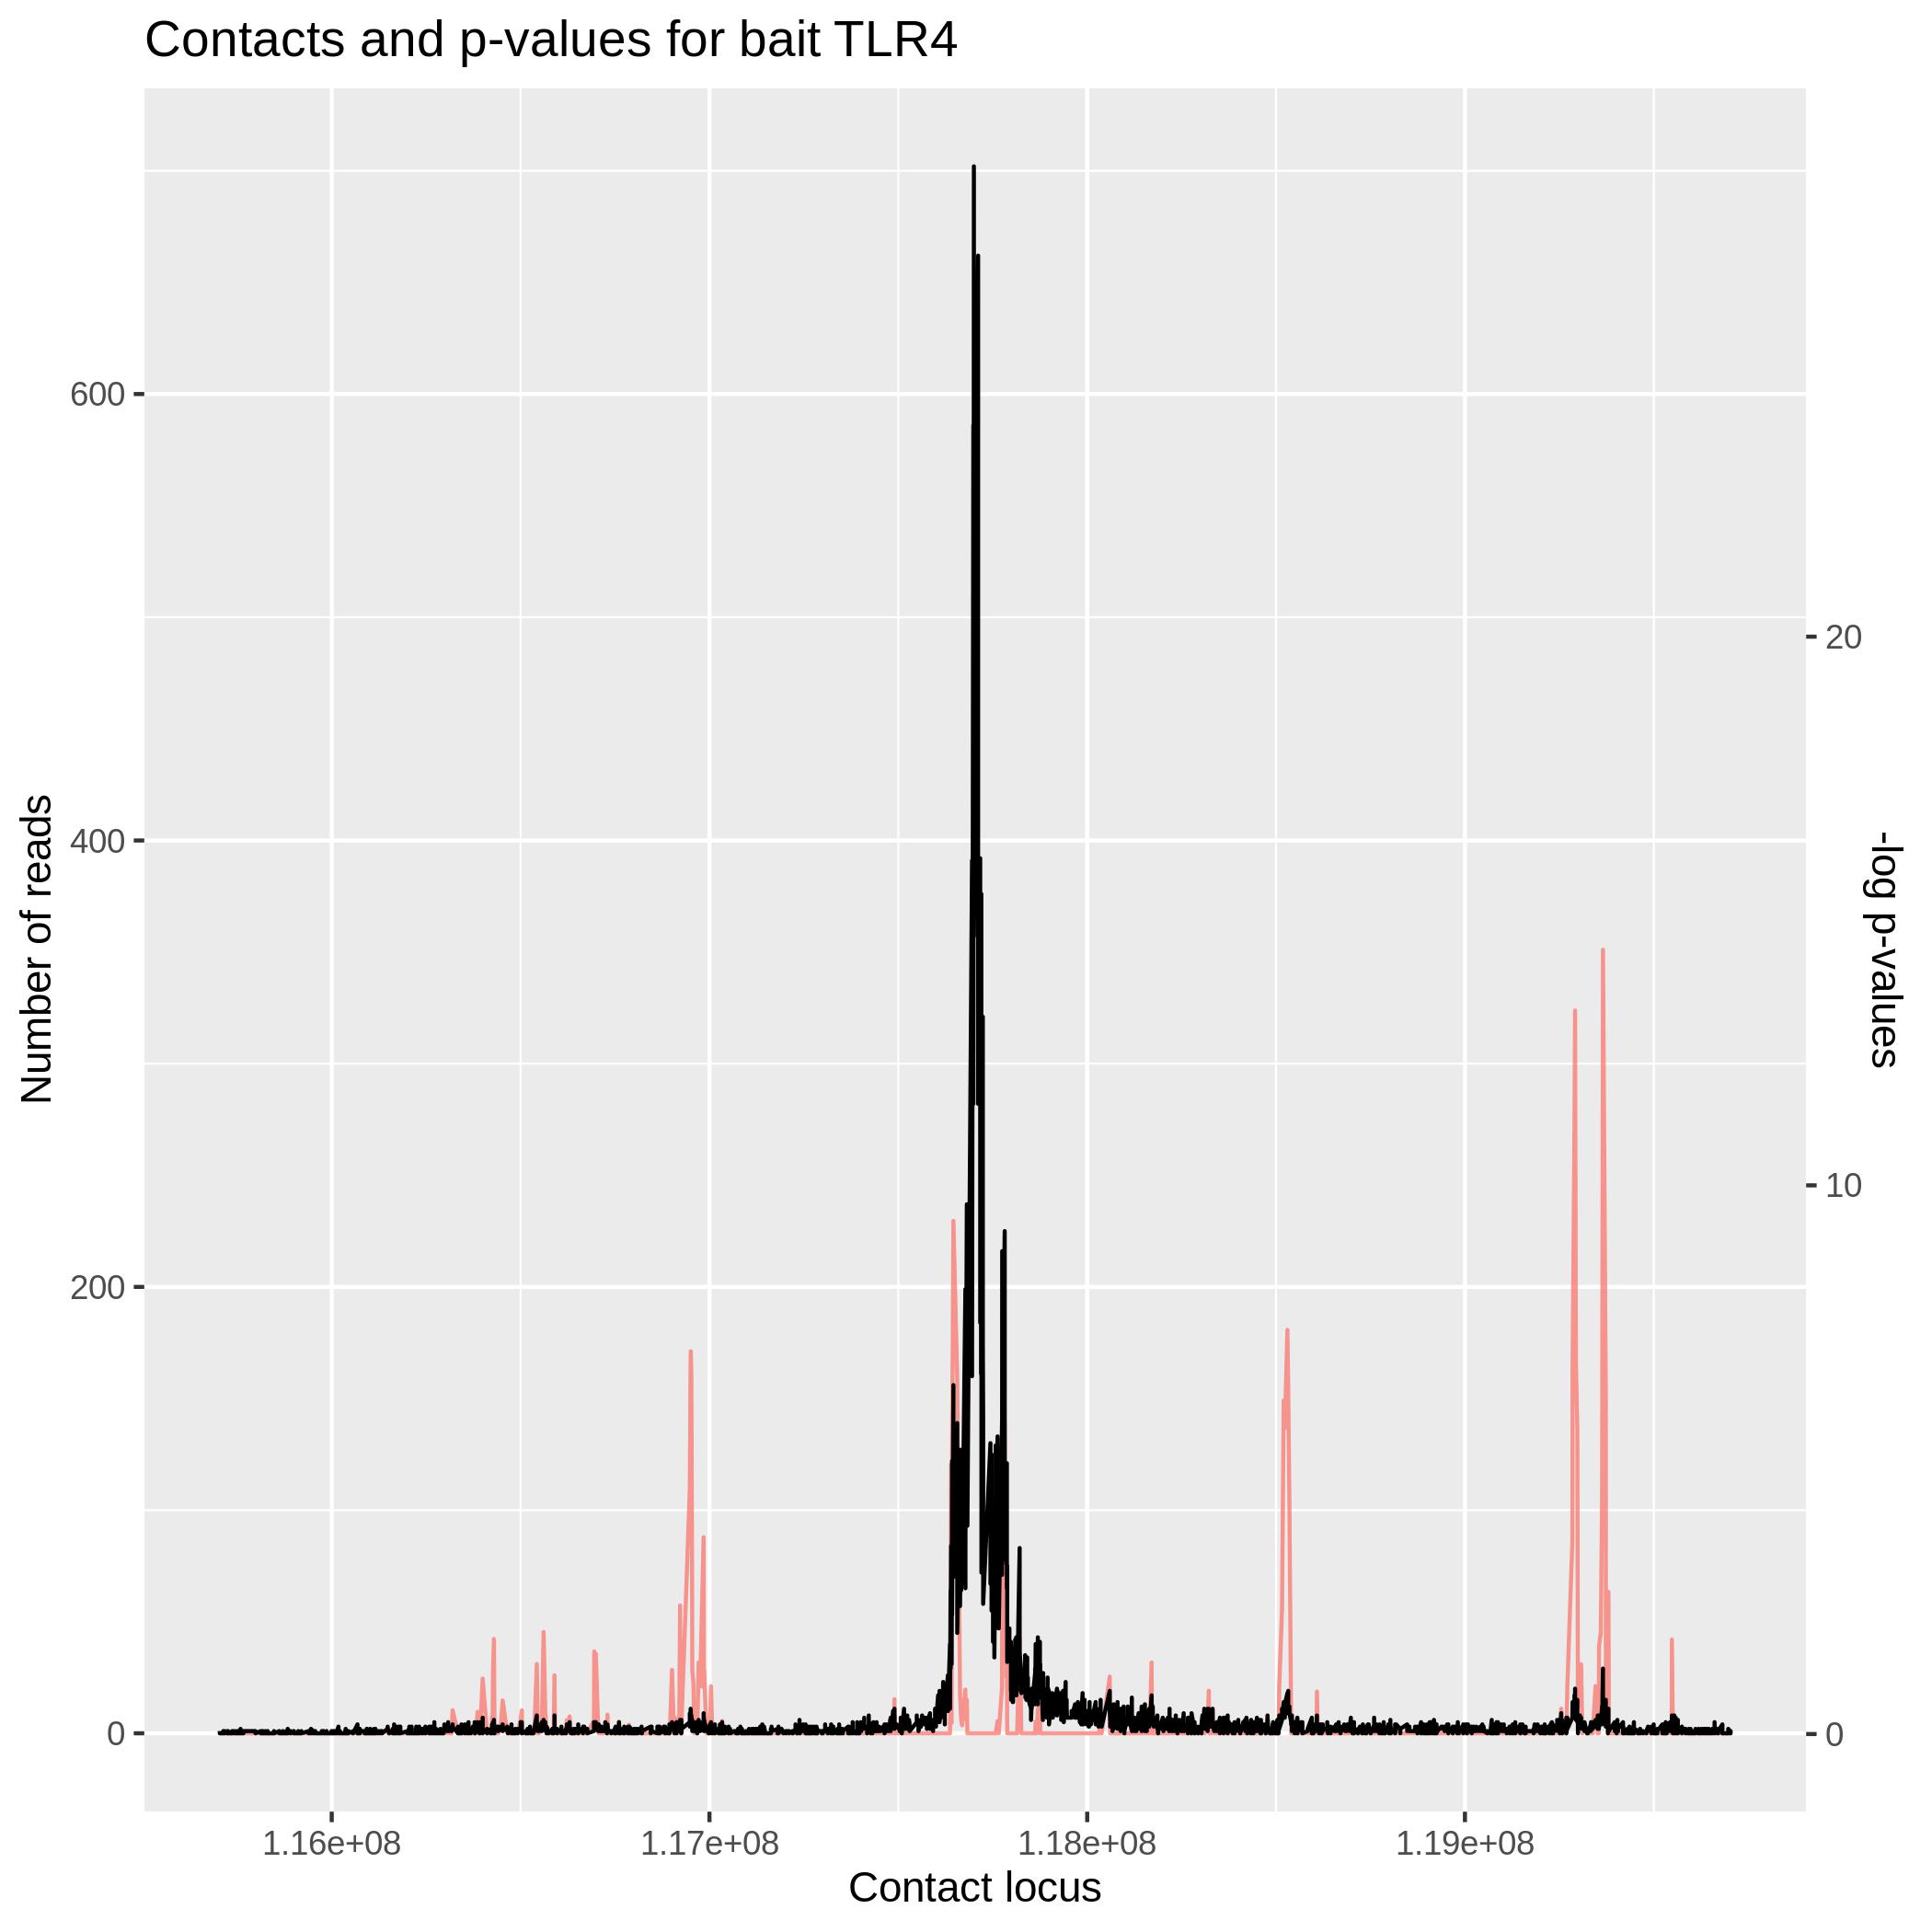 Contacts and p-values for bait TLR4
Number of reads
600
400
200
0
-log p-values
20
10
0
1.16e+08
1.17e+08
1.18e+08
1.19e+08
Contact locus